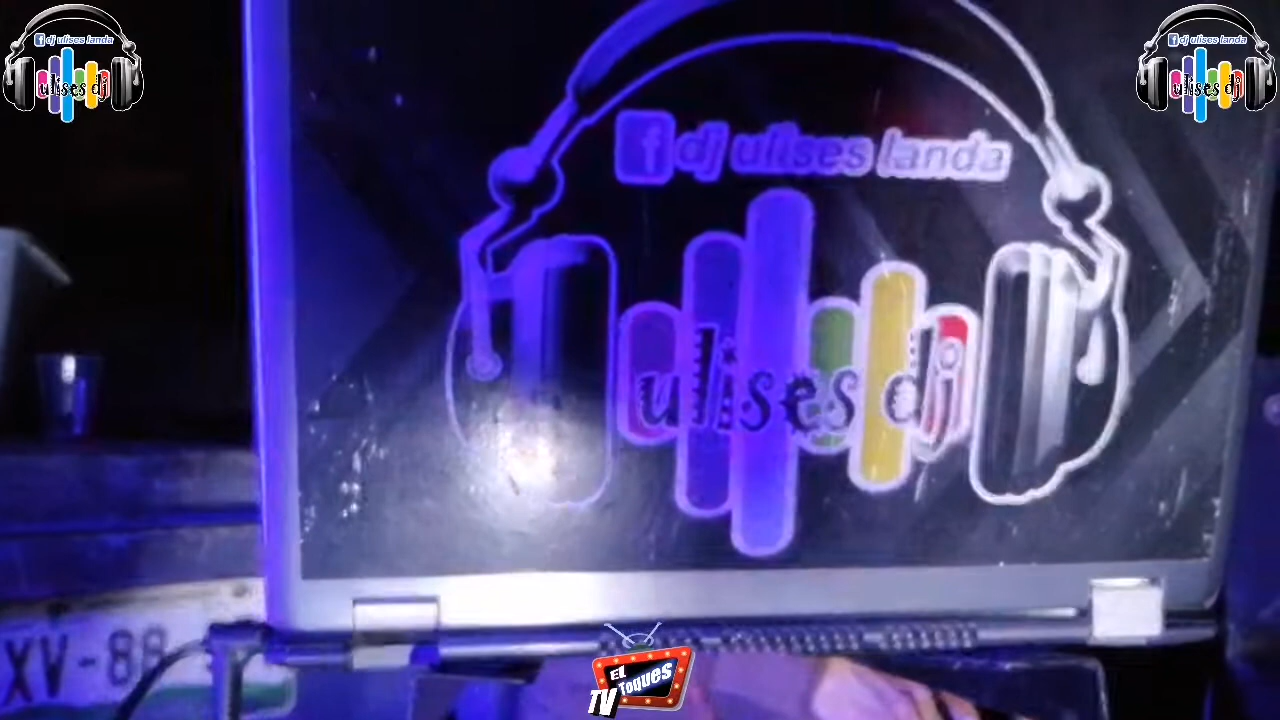 dj ulises landa
ulises dj
dj ulises landa
ulises dj
f dj ulises landa
ulises dj
XV-88
EL
Toques
TV